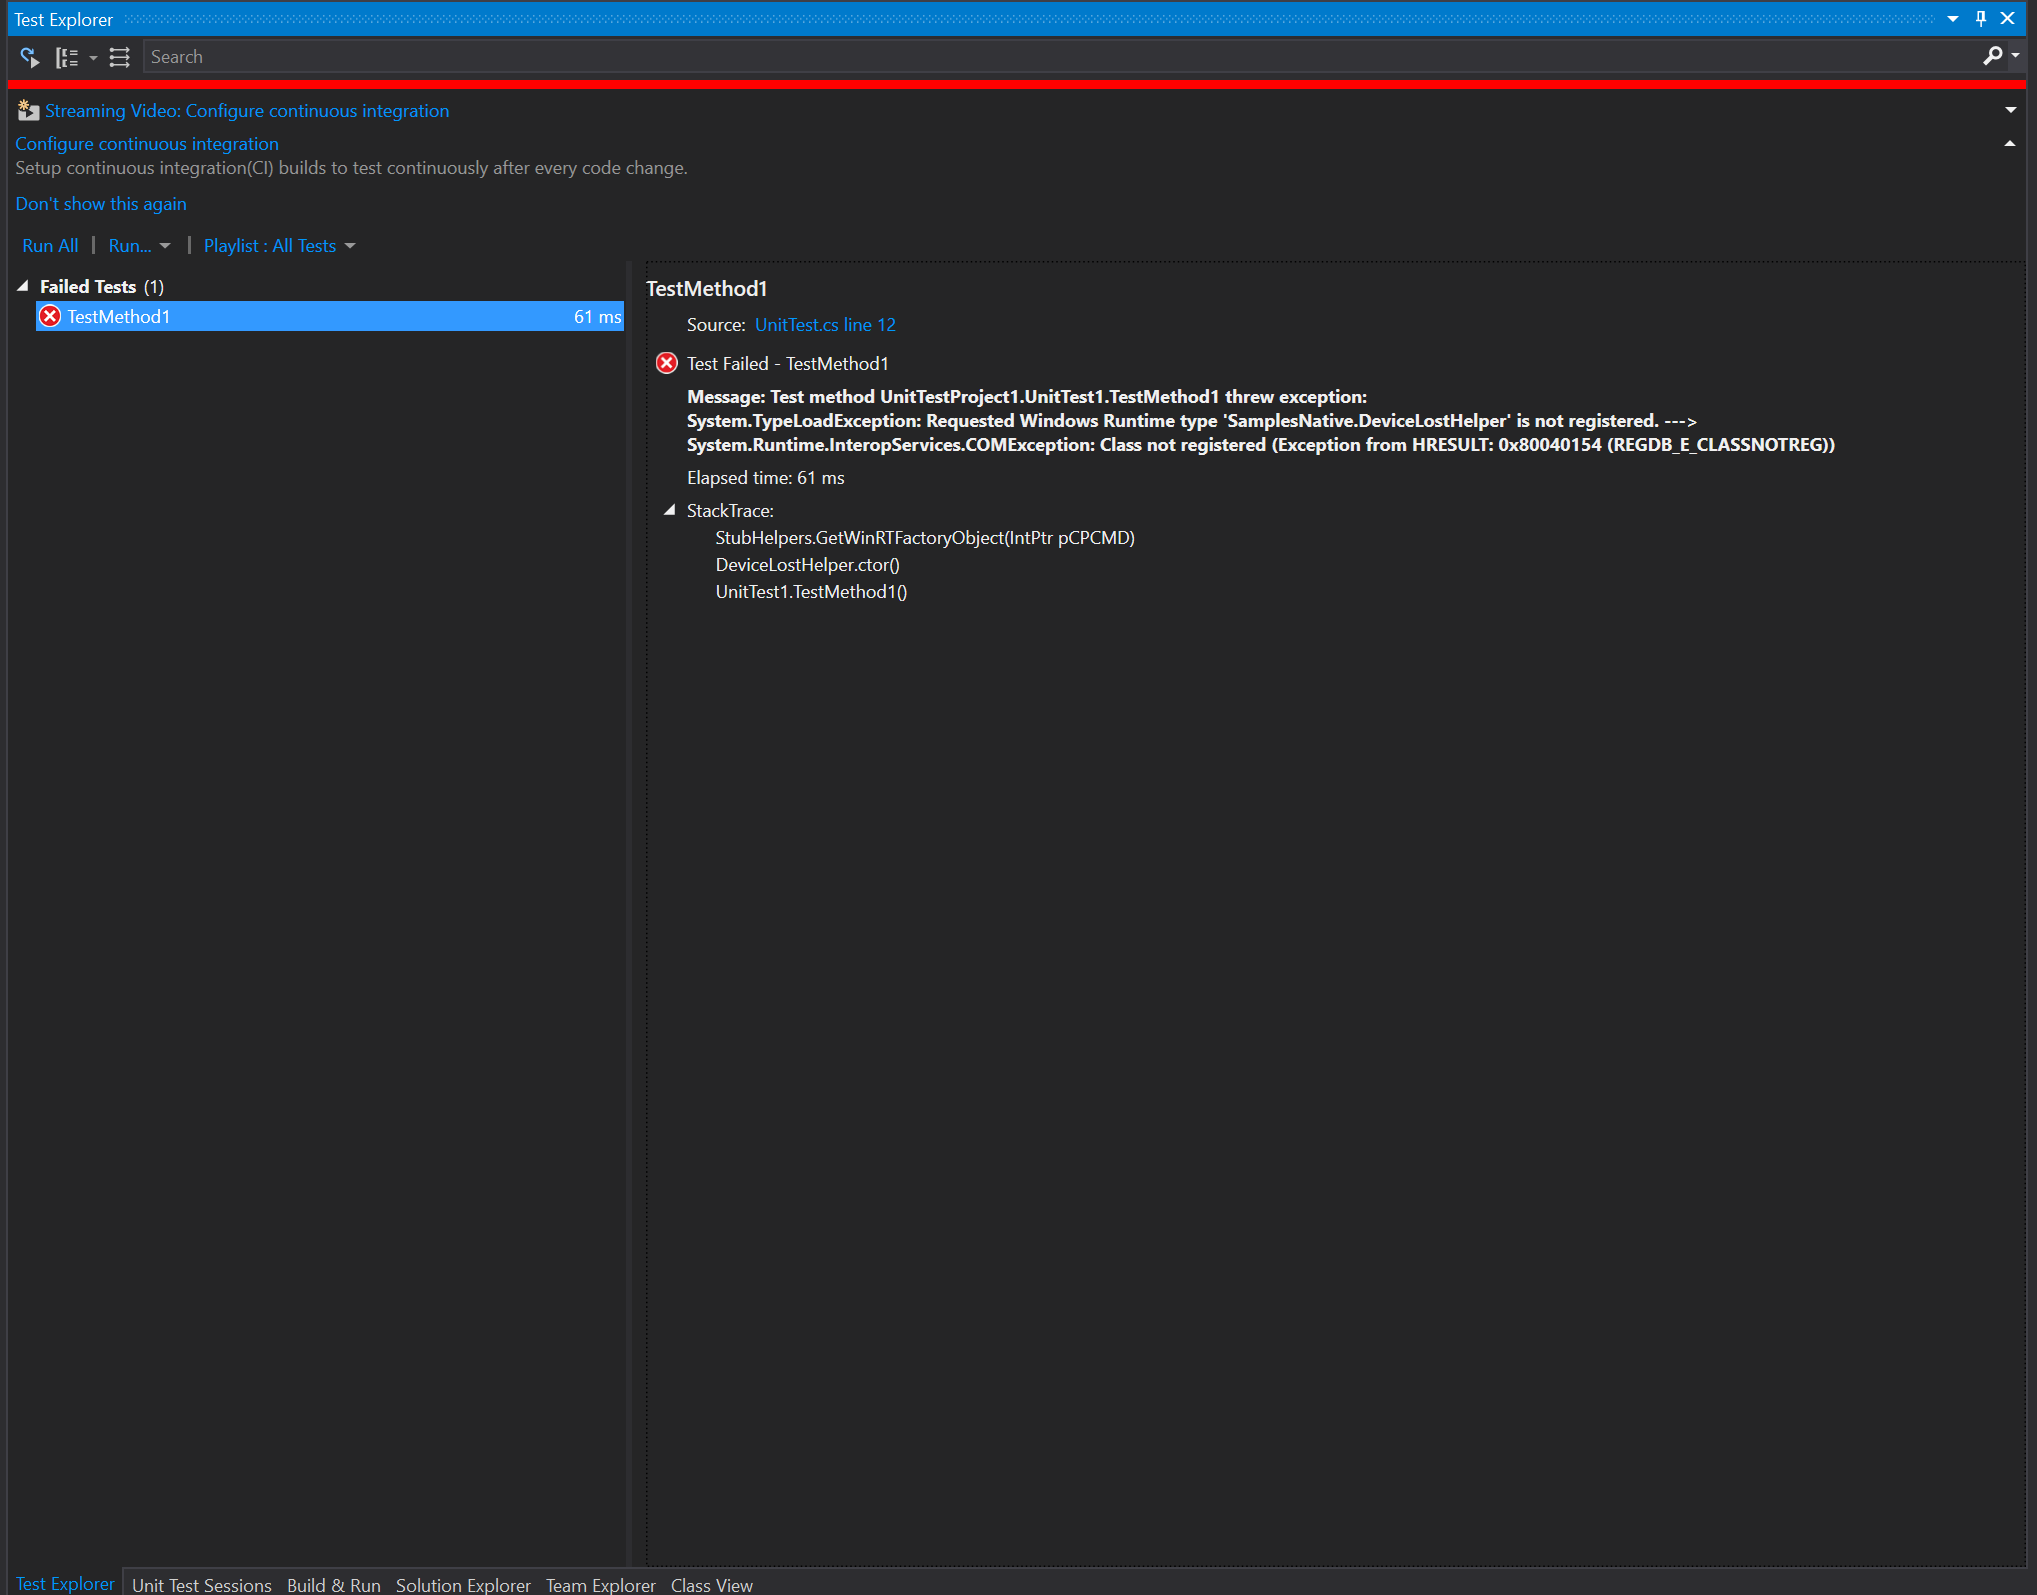 Test Explorer
Search
Streaming Video: Configure continuous integration
Configure continuous integration
Setup continuous integration(CI) builds to test continuously after every code change.
Don't show this again
Run All | Run... | Playlist : All Tests
Failed Tests (1)
TestMethod1 61 ms
TestMethod1
Source: UnitTest.cs line 12
Test Failed - TestMethod1
Message: Test method UnitTestProject1.UnitTest1.TestMethod1 threw exception:
System.TypeLoadException: Requested Windows Runtime type 'SamplesNative.DeviceLostHelper' is not registered. --->
System.Runtime.InteropServices.COMException: Class not registered (Exception from HRESULT: 0x80040154 (REGDB_E_CLASSNOTREG))
Elapsed time: 61 ms
StackTrace:
StubHelpers.GetWinRTFactoryObject(IntPtr pCPCMD)
DeviceLostHelper.ctor()
UnitTest1.TestMethod1()
Test Explorer Unit Test Sessions Build & Run Solution Explorer Team Explorer Class View